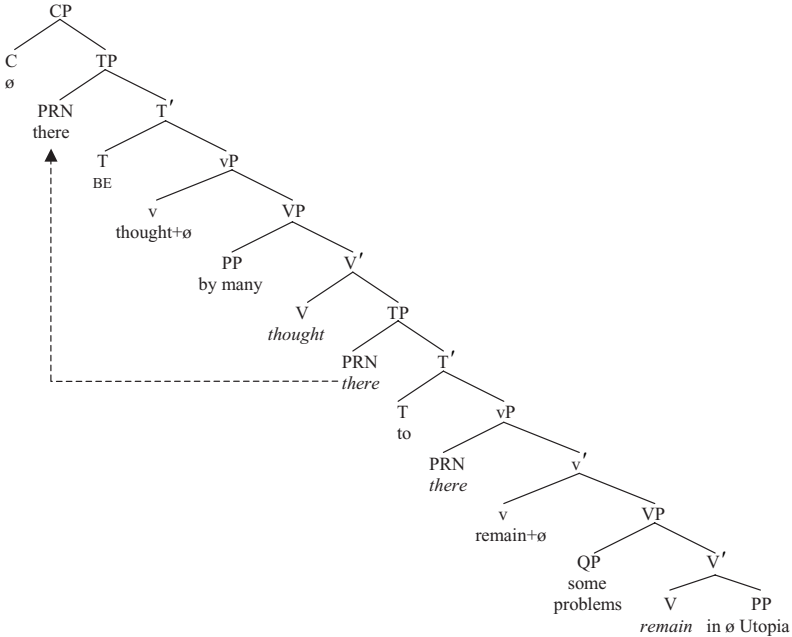 CP
C TP
ø
PRN T′
there
T vP
BE
v VP
thought+ø
PP V′
by many
V TP
thought
PRN T′
there
T vP
to
PRN v′
there
v VP
remain+ø
QP V′
some
problems V PP
remain in ø Utopia